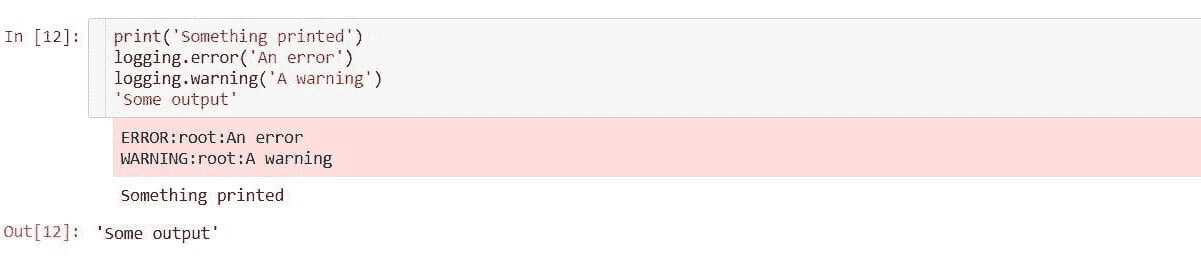 In [12]: print('Something printed')
logging.error('An error')
logging.warning('A warning')
'Some output'
ERROR:root:An error
WARNING:root:A warning
Something printed
Out[12]: 'Some output'